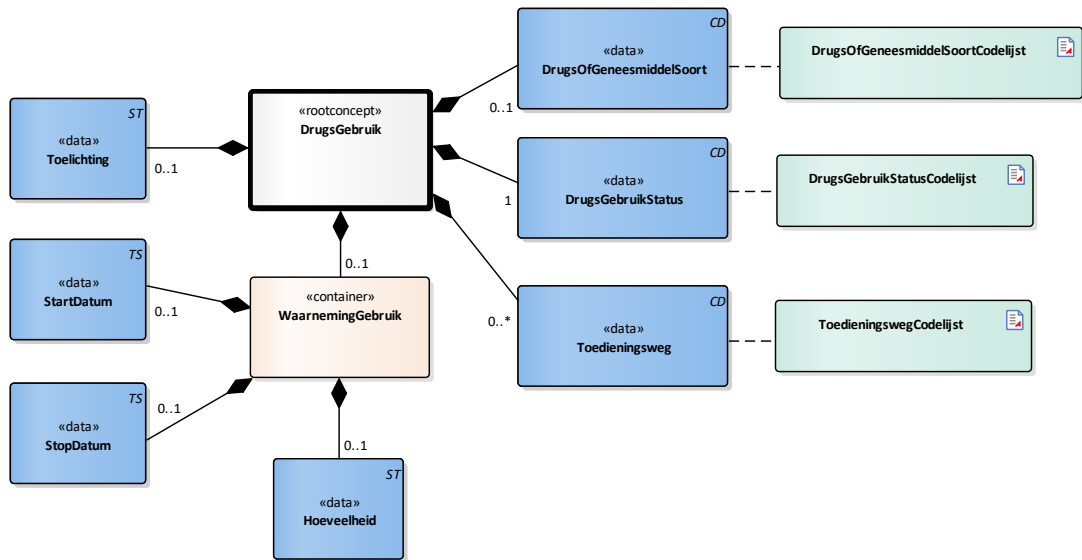 CD
«data»
DrugsOfGeneesmiddelSoort
0..1
DrugsOfGeneesmiddelSoortCodelijst
ST
«data»
Toelichting
0..1
«rootconcept»
DrugsGebruik
CD
«data»
DrugsGebruikStatus
1
DrugsGebruikStatusCodelijst
TS
«data»
StartDatum
0..1
0..1
«container»
WaarnemingGebruik
CD
«data»
Toedieningsweg
0..*
ToedieningswegCodelijst
TS
«data»
StopDatum
0..1
0..1
ST
«data»
Hoeveelheid